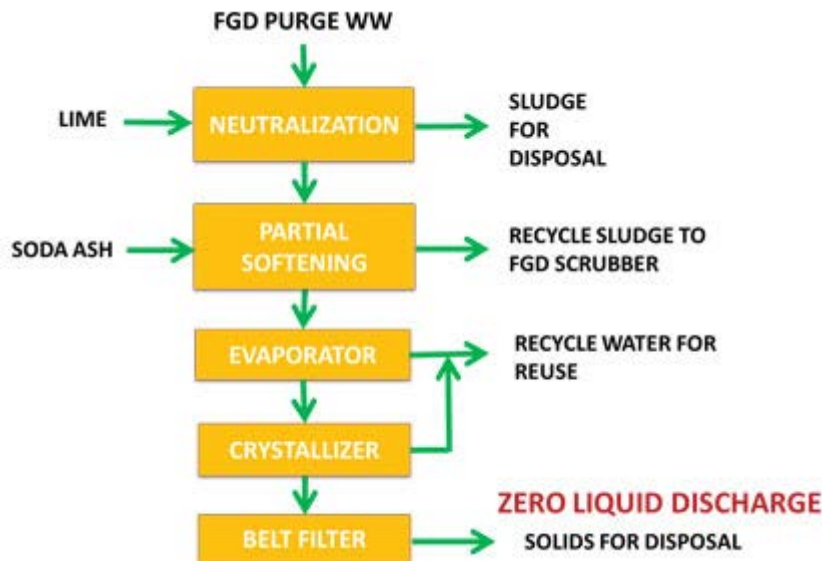 FGD PURGE WW
LIME
NEUTRALIZATION
SLUDGE
FOR
DISPOSAL
SODA ASH
PARTIAL
SOFTENING
RECYCLE SLUDGE TO
FGD SCRUBBER
EVAPORATOR
RECYCLE WATER FOR
REUSE
CRYSTALLIZER
ZERO LIQUID DISCHARGE
BELT FILTER
SOLIDS FOR DISPOSAL